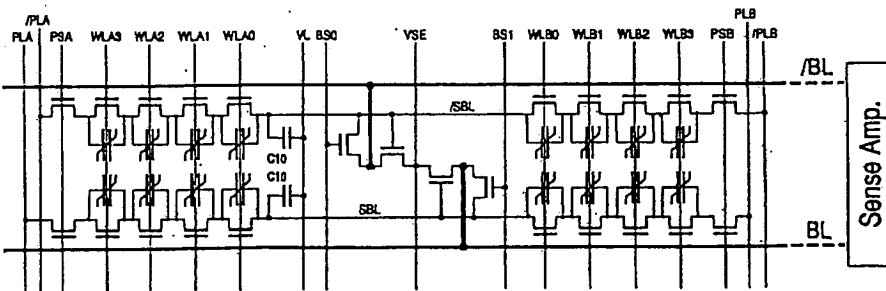 /PLA
PLA PSA WLA3 WLA2 WLA1 WLA0 VL BS0 VSE BS1 WLB0 WLB1 WLB2 WLB3 PSB PLB /PLB
/BL
/SBL
C10
C10
SBL
BL
Sense Amp.